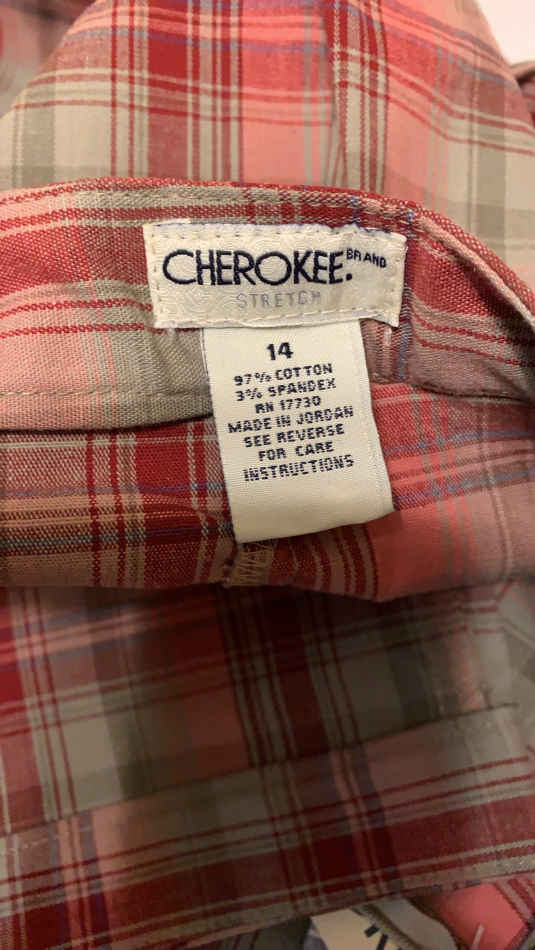 CHEROKEE. BRAND
STRETCH
14
97% COTTON
3% SPANDEX
RN 17730
MADE IN JORDAN
SEE REVERSE
FOR CARE
INSTRUCTIONS